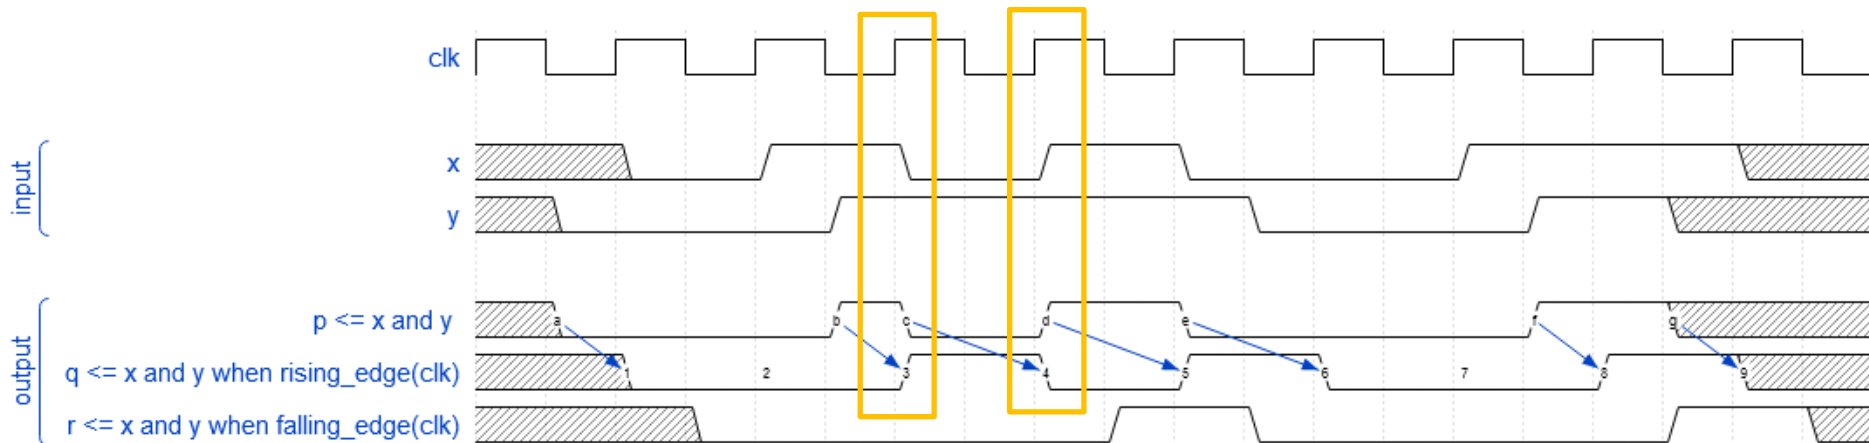 clk
input
x
y
output
p <= x and y
a
b
c
d
e
f
g
q <= x and y when rising_edge(clk)
1
2
3
4
5
6
7
8
9
r <= x and y when falling_edge(clk)